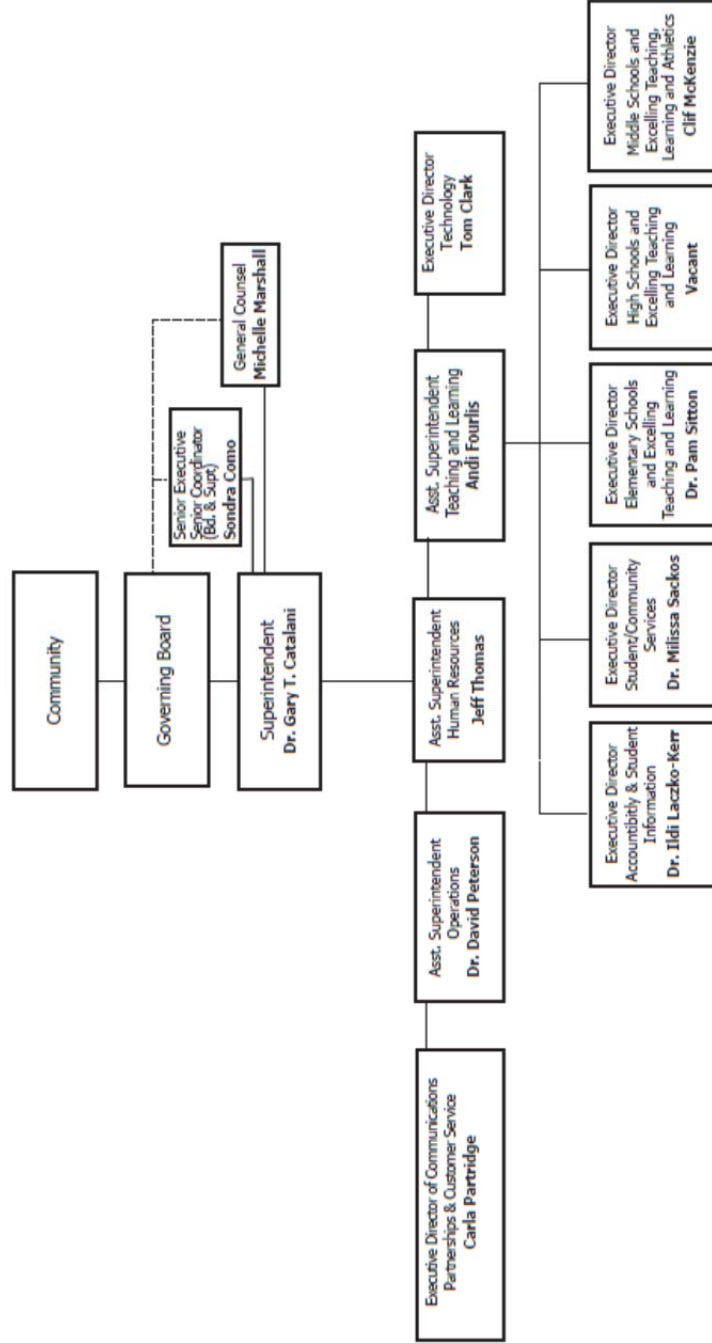 Community
Governing Board
Senior Executive
Senior Coordinator
(Bd. & Supt)
Sondra Como
General Counsel
Michelle Marshall
Superintendent
Dr. Gary T. Catalani
Executive Director of Communications
Partnerships & Customer Service
Carla Partridge
Asst. Superintendent
Operations
Dr. David Peterson
Asst. Superintendent
Human Resources
Jeff Thomas
Asst. Superintendent
Teaching and Learning
Andi Fourlis
Executive Director
Technology
Tom Clark
Executive Director
Accountibitly & Student
Information
Dr. Ildi Laczko-Kerr
Executive Director
Student/Community
Services
Dr. Milissa Sackos
Executive Director
Elementary Schools
and Excelling
Teaching and Learning
Dr. Pam Sitton
Executive Director
High Schools and
Excelling Teaching
and Learning
Vacant
Executive Director
Middle Schools and
Excelling Teaching,
Learning and Athletics
Clif McKenzie